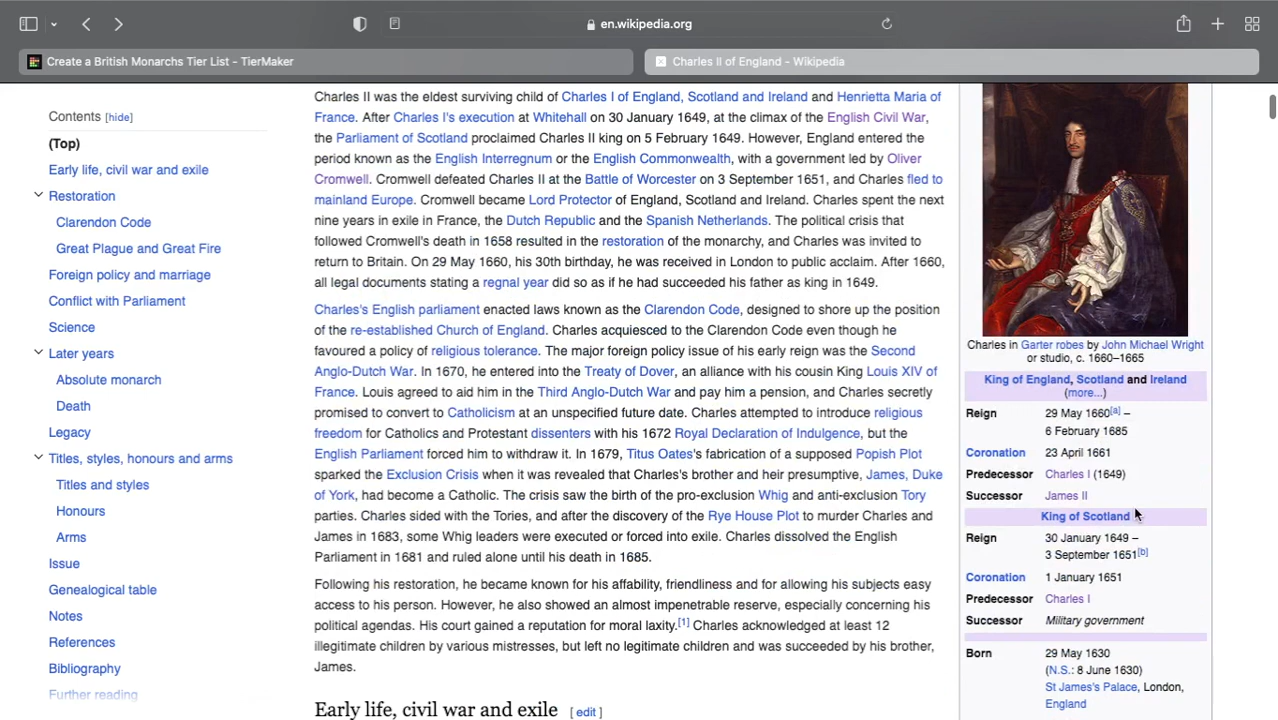 en.wikipedia.org
Create a British Monarchs Tier List - TierMaker
Charles II of England - Wikipedia
Contents [hide]
(Top)
Early life, civil war and exile
Restoration
Clarendon Code
Great Plague and Great Fire
Foreign policy and marriage
Conflict with Parliament
Science
Later years
Absolute monarch
Death
Legacy
Titles, styles, honours and arms
Titles and styles
Honours
Arms
Issue
Genealogical table
Notes
References
Bibliography
Further reading
Charles II was the eldest surviving child of Charles I of England, Scotland and Ireland and Henrietta Maria of
France. After Charles I's execution at Whitehall on 30 January 1649, at the climax of the English Civil War,
the Parliament of Scotland proclaimed Charles II king on 5 February 1649. However, England entered the
period known as the English Interregnum or the English Commonwealth, with a government led by Oliver
Cromwell. Cromwell defeated Charles II at the Battle of Worcester on 3 September 1651, and Charles fled to
mainland Europe. Cromwell became Lord Protector of England, Scotland and Ireland. Charles spent the next
nine years in exile in France, the Dutch Republic and the Spanish Netherlands. The political crisis that
followed Cromwell's death in 1658 resulted in the restoration of the monarchy, and Charles was invited to
return to Britain. On 29 May 1660, his 30th birthday, he was received in London to public acclaim. After 1660,
all legal documents stating a regnal year did so as if he had succeeded his father as king in 1649.
Charles's English parliament enacted laws known as the Clarendon Code, designed to shore up the position
of the re-established Church of England. Charles acquiesced to the Clarendon Code even though he
favoured a policy of religious tolerance. The major foreign policy issue of his early reign was the Second
Anglo-Dutch War. In 1670, he entered into the Treaty of Dover, an alliance with his cousin King Louis XIV of
France. Louis agreed to aid him in the Third Anglo-Dutch War and pay him a pension, and Charles secretly
promised to convert to Catholicism at an unspecified future date. Charles attempted to introduce religious
freedom for Catholics and Protestant dissenters with his 1672 Royal Declaration of Indulgence, but the
English Parliament forced him to withdraw it. In 1679, Titus Oates's fabrication of a supposed Popish Plot
sparked the Exclusion Crisis when it was revealed that Charles's brother and heir presumptive, James, Duke
of York, had become a Catholic. The crisis saw the birth of the pro-exclusion Whig and anti-exclusion Tory
parties. Charles sided with the Tories, and after the discovery of the Rye House Plot to murder Charles and
James in 1683, some Whig leaders were executed or forced into exile. Charles dissolved the English
Parliament in 1681 and ruled alone until his death in 1685.
Following his restoration, he became known for his affability, friendliness and for allowing his subjects easy
access to his person. However, he also showed an almost impenetrable reserve, especially concerning his
political agendas. His court gained a reputation for moral laxity.[1] Charles acknowledged at least 12
illegitimate children by various mistresses, but left no legitimate children and was succeeded by his brother,
James.
Early life, civil war and exile [ edit ]
Charles in Garter robes by John Michael Wright
or studio, c. 1660–1665
King of England, Scotland and Ireland
(more...)
Reign 29 May 1660[a] –
6 February 1685
Coronation 23 April 1661
Predecessor Charles I (1649)
Successor James II
King of Scotland
Reign 30 January 1649 –
3 September 1651[b]
Coronation 1 January 1651
Predecessor Charles I
Successor Military government
Born 29 May 1630
(N.S.: 8 June 1630)
St James's Palace, London,
England